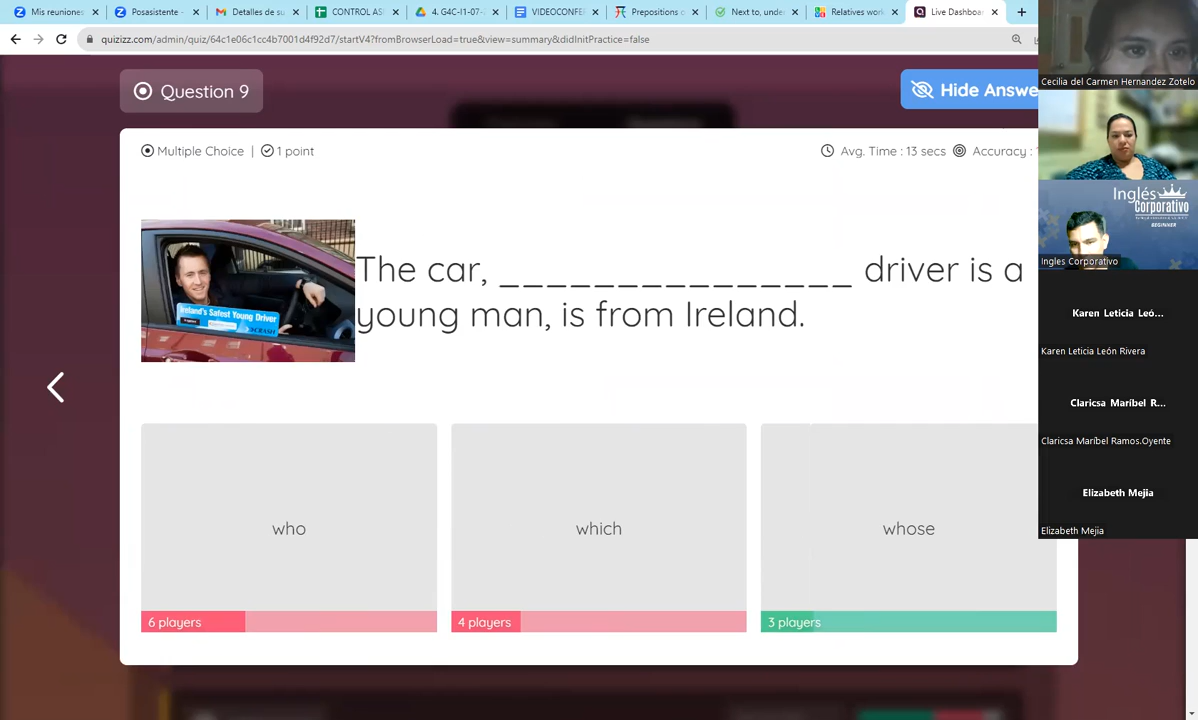 Mis reuniones
Posasistente -
Detalles de su
CONTROL ASI
4. G4C-I1-07-
VIDEOCONFE
Prepositions o
Next to, unde
Relatives work
Live Dashboa
quizizz.com/admin/quiz/64c1e06c1cc4b7001d4f92d7/startV4?fromBrowserLoad=true&view=summary&didInitPractice=false
Question 9
Hide Answe
Multiple Choice | 1 point
Avg. Time : 13 secs
Accuracy :
Ireland's Safest Young Driver
The car, _______________ driver is a
young man, is from Ireland.
who
which
whose
6 players
4 players
3 players
Cecilia del Carmen Hernandez Zotelo
Inglés
Corporativo
BEGINNER
Ingles Corporativo
Karen Leticia Leó...
Karen Leticia León Rivera
Claricsa Maríbel R...
Claricsa Maríbel Ramos.Oyente
Elizabeth Mejia
Elizabeth Mejia